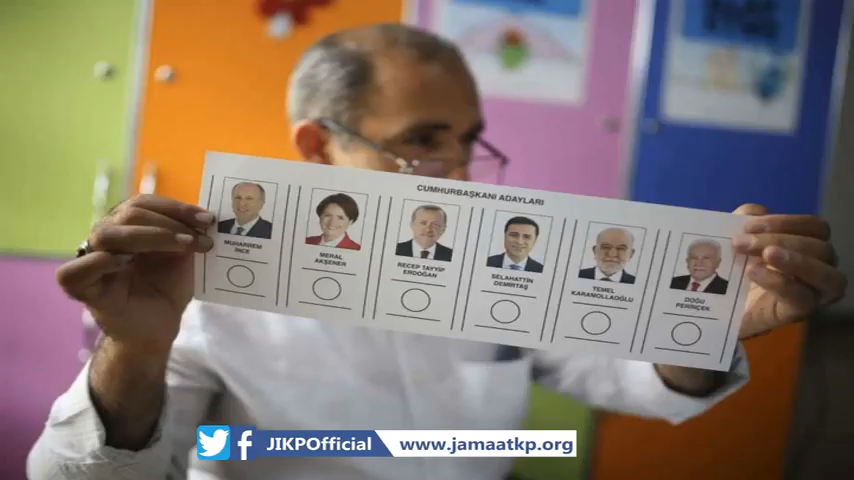 CUMHURBAŞKANI ADAYLARI
MUHARREM
İNCE
MERAL
AKŞENER
RECEP TAYYİP
ERDOĞAN
SELAHATTİN
DEMİRTAŞ
TEMEL
KARAMOLLAOĞLU
DOĞU
PERİNÇEK
JIKPOfficial
www.jamaatkp.org